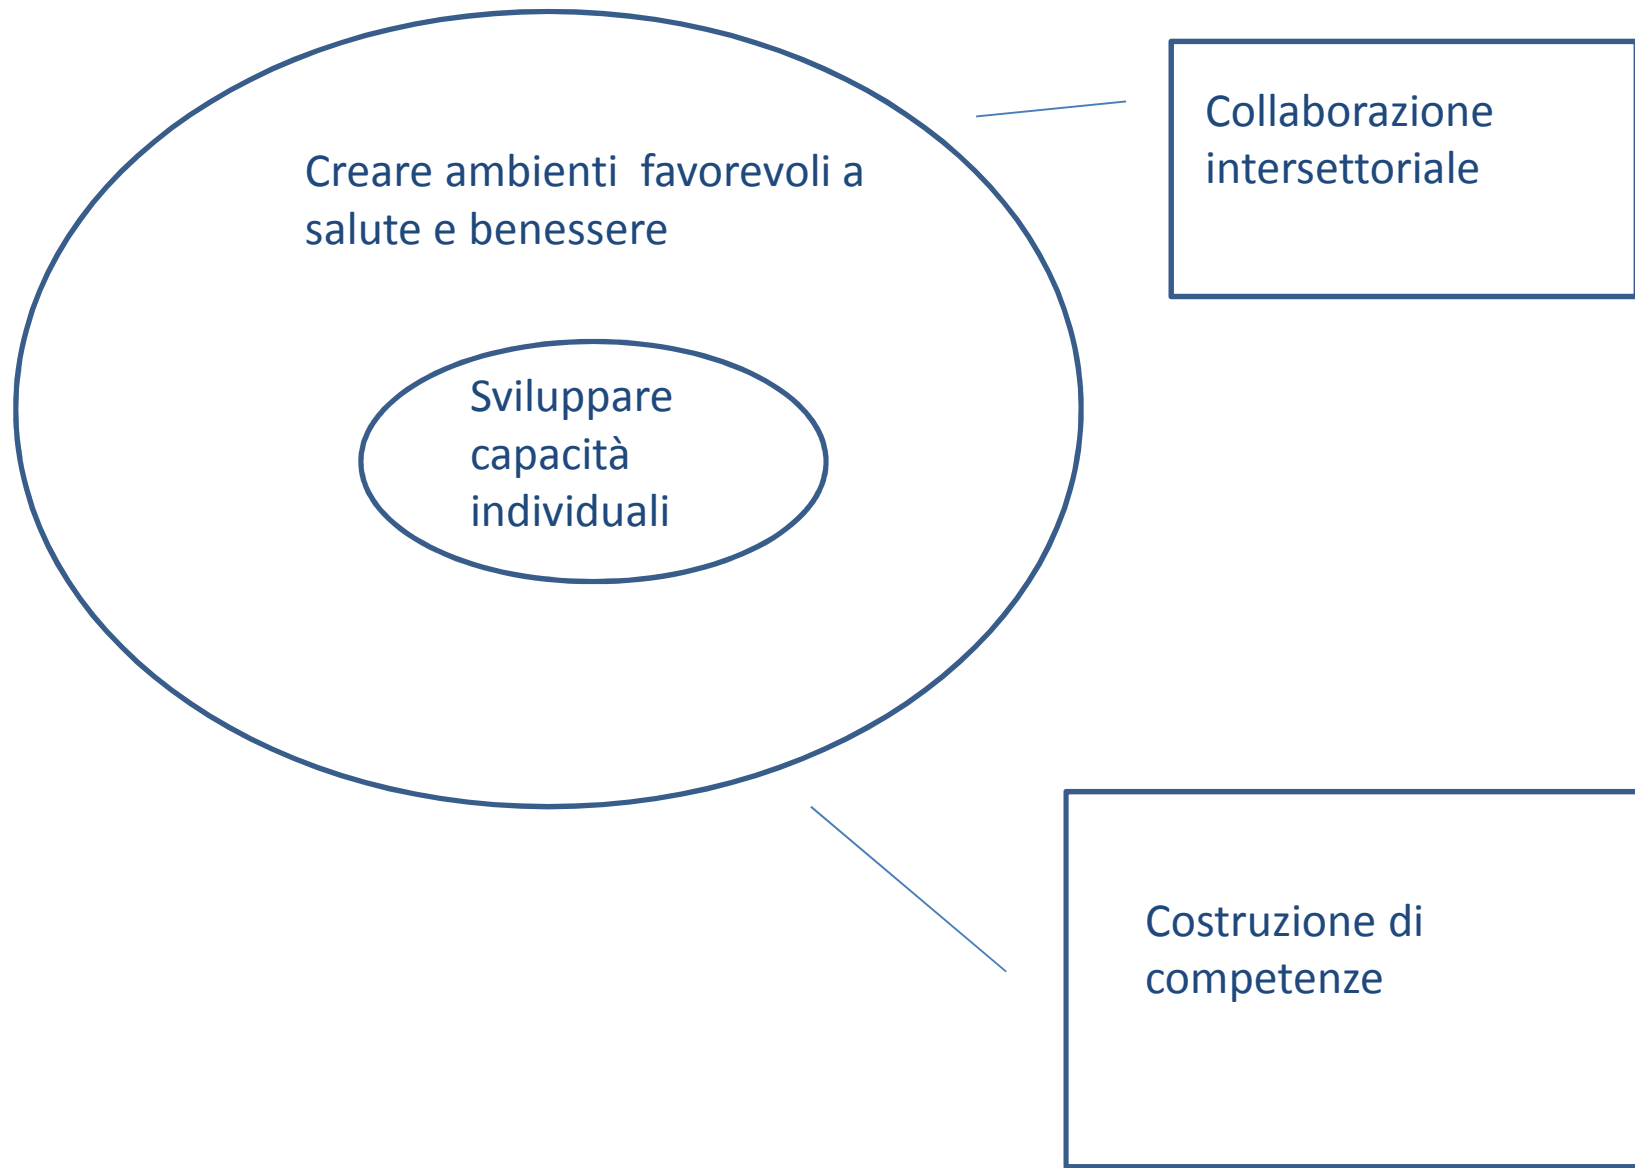 Collaborazione
intersettoriale
Creare ambienti  favorevoli a
salute e benessere
Sviluppare
capacità
individuali
Costruzione di
competenze